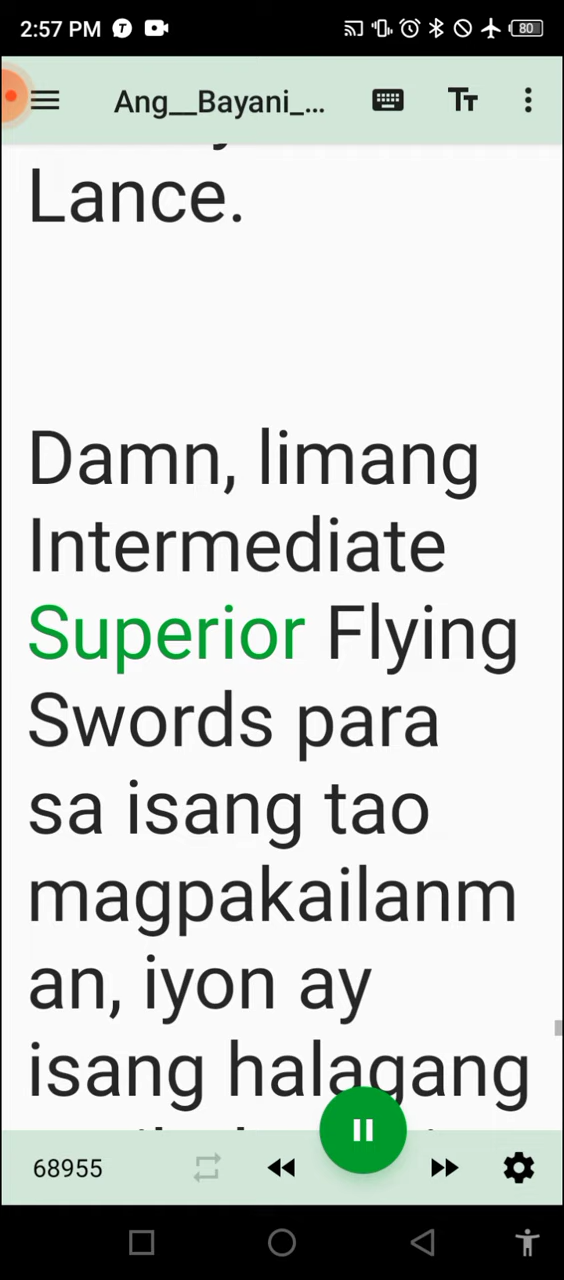 2:57 PM
80
Ang__Bayani_...
Lance.
Damn, limang
Intermediate
Superior Flying
Swords para
sa isang tao
magpakailanm
an, iyon ay
isang halagang
68955